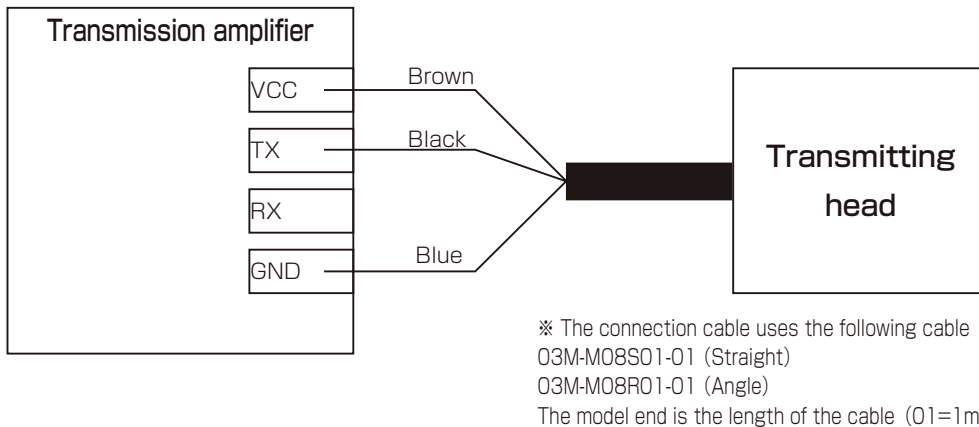 Transmission amplifier
VCC
Brown
TX
Black
RX
GND
Blue
Transmitting
head
※ The connection cable uses the following cable
03M-M08S01-01 (Straight)
03M-M08R01-01 (Angle)
The model end is the length of the cable (01=1m